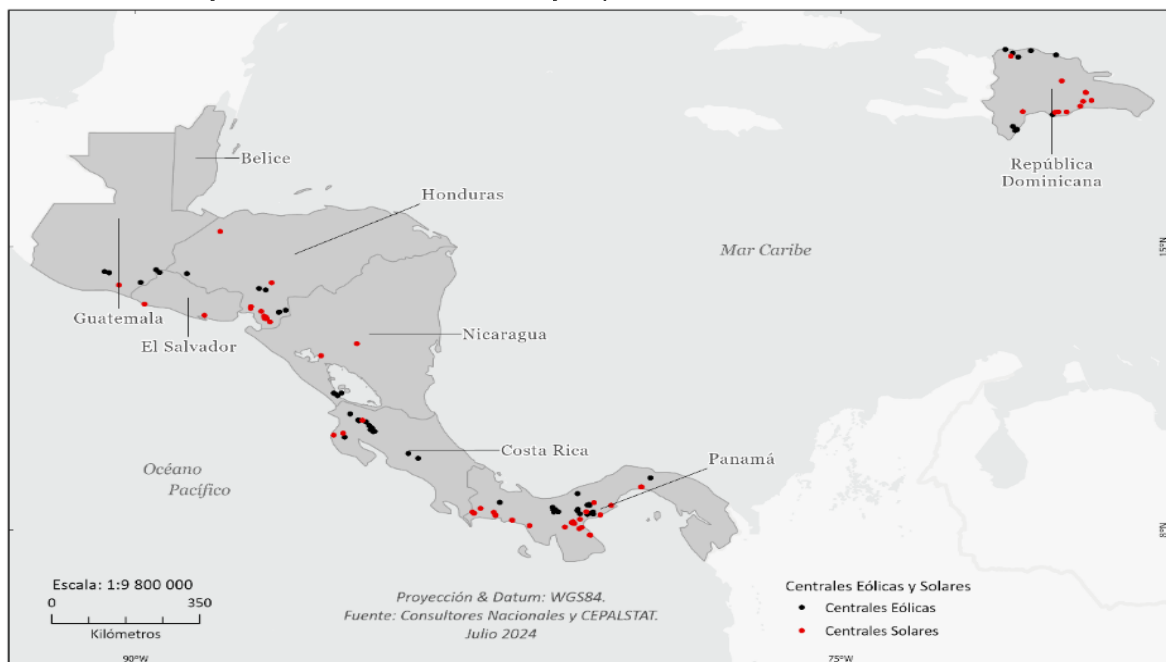 Belice
Honduras
República
Dominicana
Mar Caribe
15°N
Guatemala
El Salvador
Nicaragua
Costa Rica
Panamá
Océano
Pacífico
8°N
Escala: 1:9 800 000
0 350
Kilómetros
Proyección & Datum: WGS84.
Fuente: Consultores Nacionales y CEPALSTAT.
Julio 2024
Centrales Eólicas y Solares
Centrales Eólicas
Centrales Solares
90°W
75°W